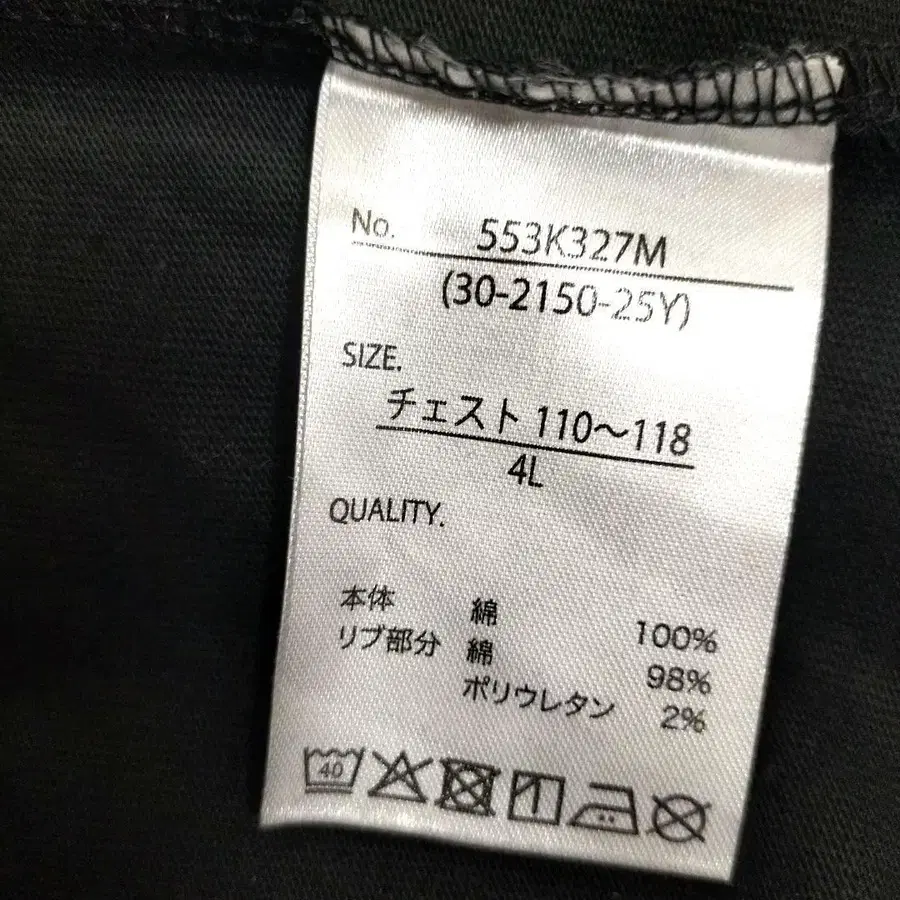 No. 553K327M
(30-2150-25Y)
SIZE.
チェスト 110～118
4L
QUALITY.
本体 綿 100%
リブ部分 綿 98%
ポリウレタン 2%
40